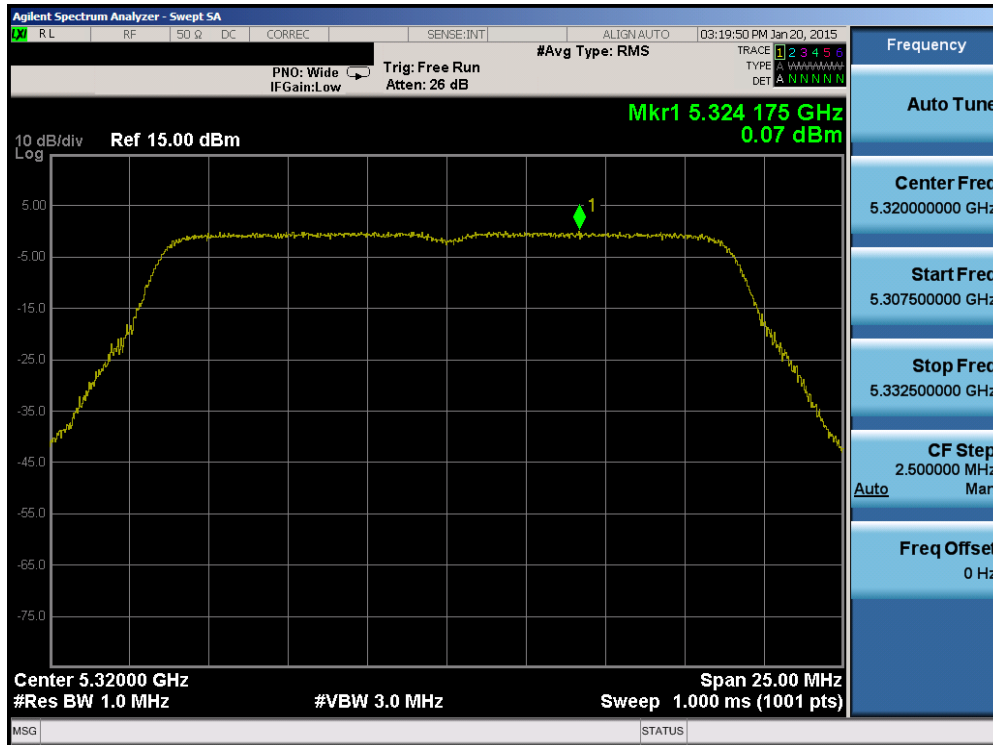 Agilent Spectrum Analyzer - Swept SA
LXI RL RF 50 Ω DC CORREC SENSE:INT ALIGN AUTO 03:19:50 PM Jan 20, 2015
#Avg Type: RMS TRACE 1 2 3 4 5 6
PNO: Wide Trig: Free Run TYPE A WWWWW
IFGain:Low Atten: 26 dB DET A N N N N N
Mkr1 5.324 175 GHz
0.07 dBm
10 dB/div Ref 15.00 dBm
Log
1
5.00
-5.00
-15.0
-25.0
-35.0
-45.0
-55.0
-65.0
-75.0
Center 5.32000 GHz Span 25.00 MHz
#Res BW 1.0 MHz #VBW 3.0 MHz Sweep 1.000 ms (1001 pts)
MSG STATUS
Frequency
Auto Tune
Center Freq
5.320000000 GHz
Start Freq
5.307500000 GHz
Stop Freq
5.332500000 GHz
CF Step
2.500000 MHz
Auto Man
Freq Offset
0 Hz